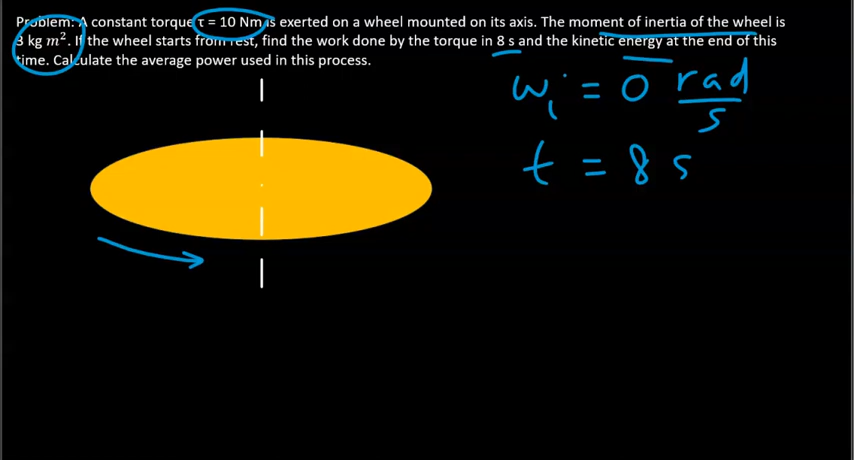 Problem: A constant torque τ = 10 Nm is exerted on a wheel mounted on its axis. The moment of inertia of the wheel is
3 kg m². If the wheel starts from rest, find the work done by the torque in 8 s and the kinetic energy at the end of this
time. Calculate the average power used in this process.
ωᵢ = 0 rad/s
t = 8 s